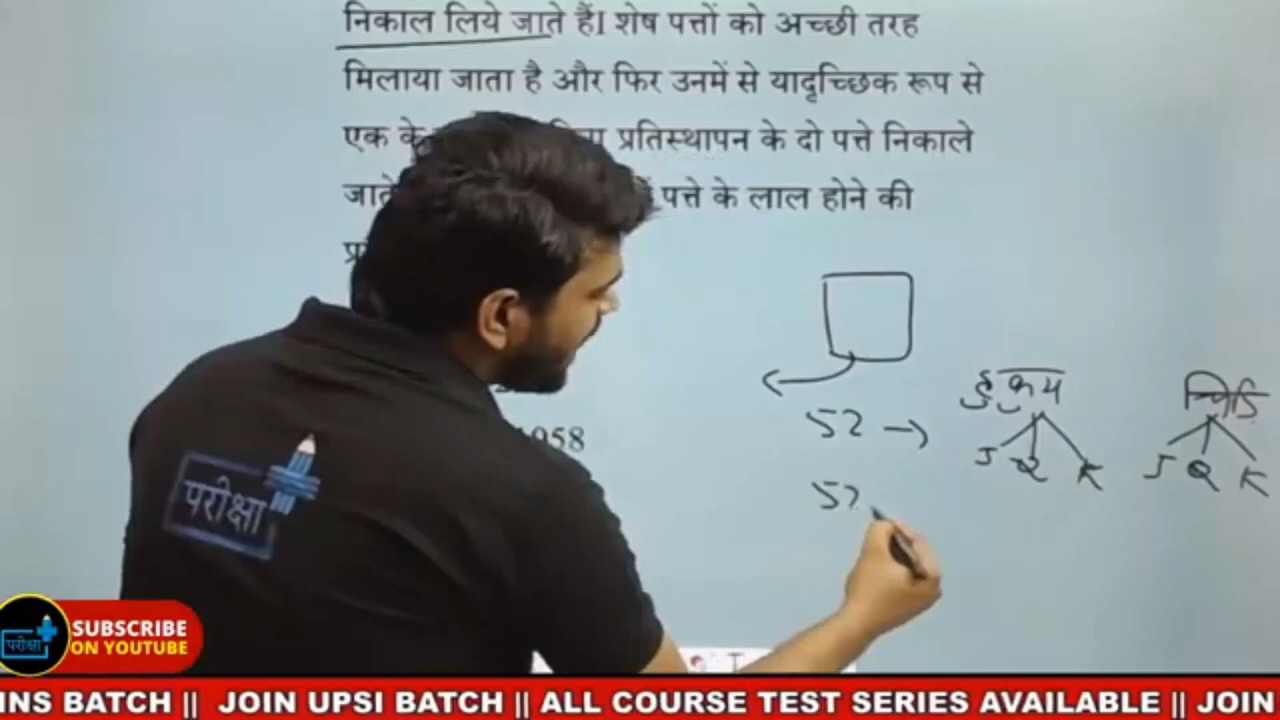 निकाल लिये जाते हैं। शेष पत्तों को अच्छी तरह
मिलाया जाता है और फिर उनमें से यादृच्छिक रूप से
एक के प्रतिस्थापन के दो पत्ते निकाले
जाते पत्ते के लाल होने की
हुकुम चिड़ि
52 →
J Q K J Q K
52
1058
परीक्षा
परीक्षा
SUBSCRIBE
ON YOUTUBE
INS BATCH || JOIN UPSI BATCH || ALL COURSE TEST SERIES AVAILABLE || JOIN